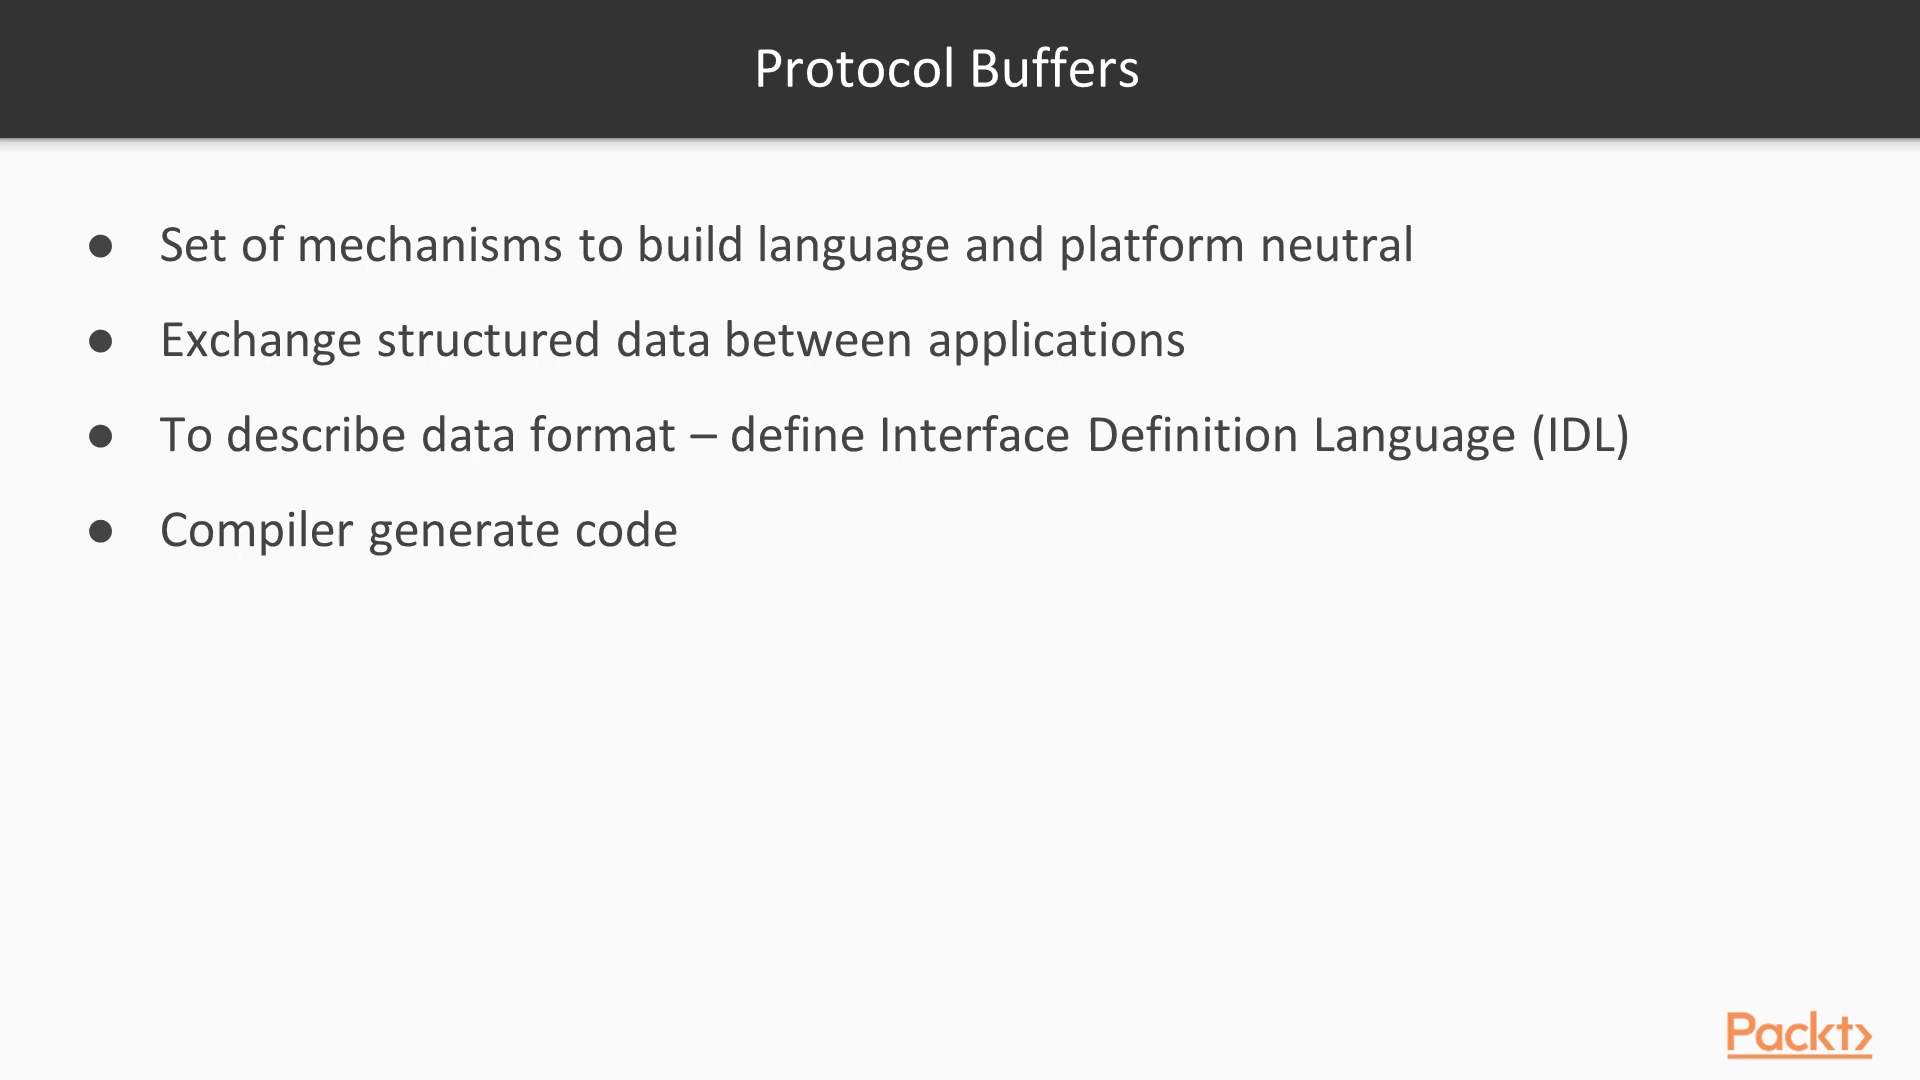 Protocol Buffers
● Set of mechanisms to build language and platform neutral
● Exchange structured data between applications
● To describe data format – define Interface Definition Language (IDL)
● Compiler generate code
Packt>